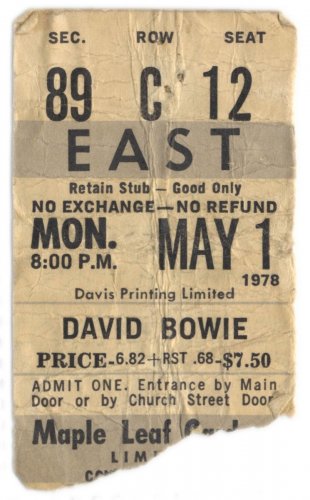 SEC. ROW SEAT
89 C 12
EAST
Retain Stub – Good Only
NO EXCHANGE—NO REFUND
MON. MAY 1
8:00 P.M. 1978
Davis Printing Limited
DAVID BOWIE
PRICE-6.82+RST .68-$7.50
ADMIT ONE. Entrance by Main
Door or by Church Street Door
Maple Leaf